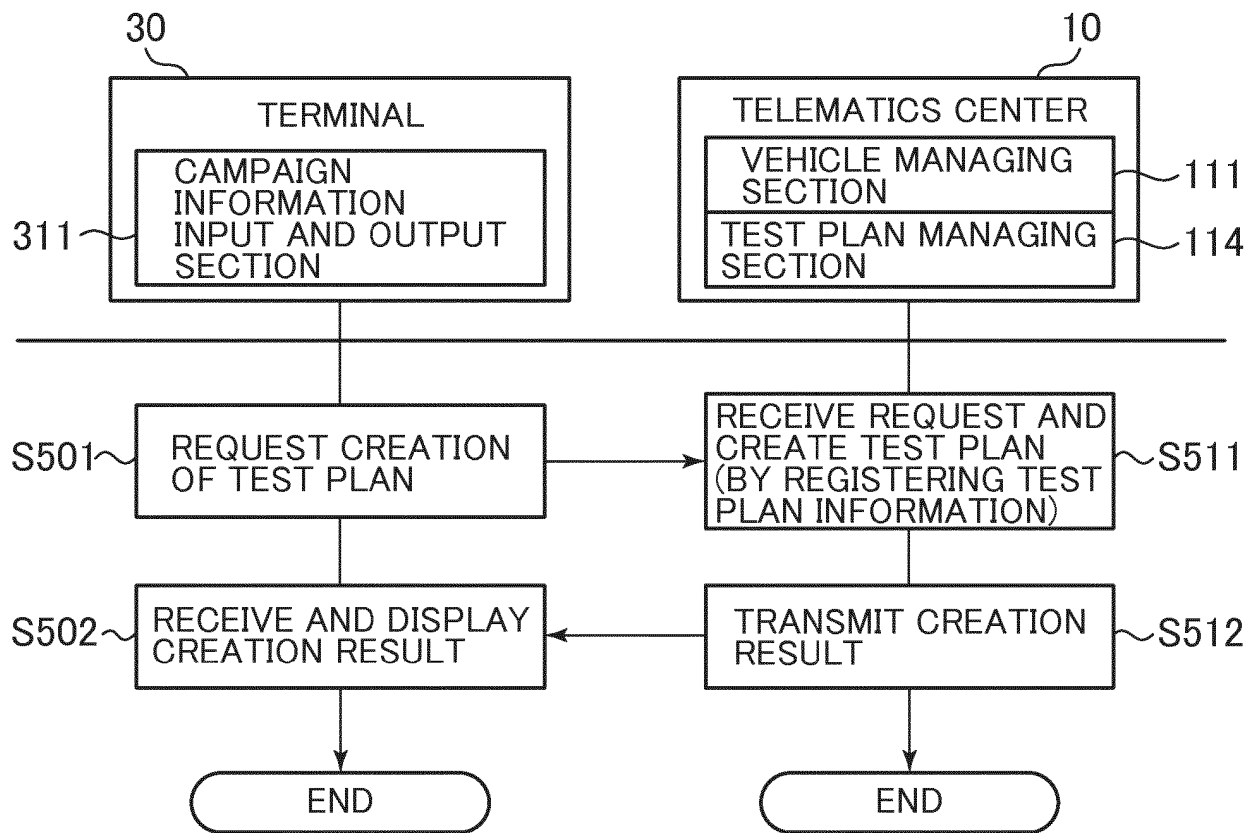 30
10
TERMINAL
CAMPAIGN
INFORMATION
INPUT AND OUTPUT
SECTION
311
TELEMATICS CENTER
VEHICLE MANAGING
SECTION
111
TEST PLAN MANAGING
SECTION
114
S501
REQUEST CREATION
OF TEST PLAN
RECEIVE REQUEST AND
CREATE TEST PLAN
(BY REGISTERING TEST
PLAN INFORMATION)
S511
S502
RECEIVE AND DISPLAY
CREATION RESULT
TRANSMIT CREATION
RESULT
S512
END
END